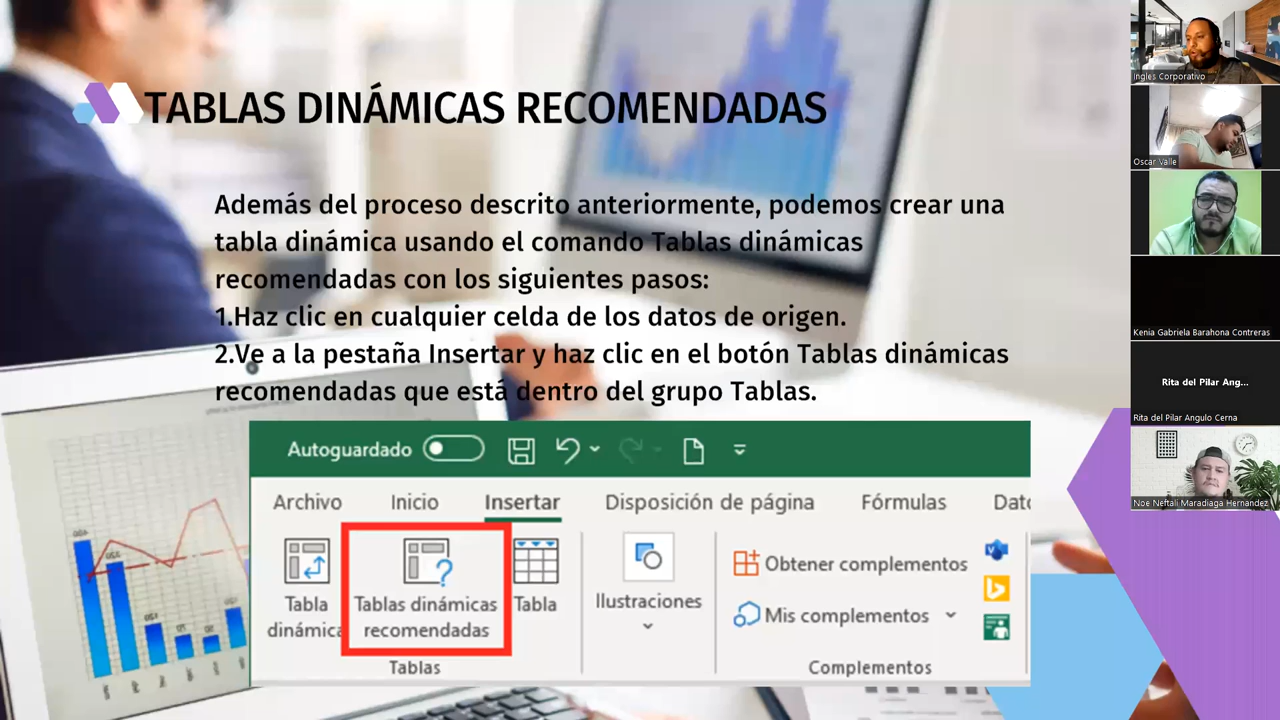 TABLAS DINÁMICAS RECOMENDADAS
Además del proceso descrito anteriormente, podemos crear una
tabla dinámica usando el comando Tablas dinámicas
recomendadas con los siguientes pasos:
1.Haz clic en cualquier celda de los datos de origen.
2.Ve a la pestaña Insertar y haz clic en el botón Tablas dinámicas
recomendadas que está dentro del grupo Tablas.
Autoguardado
Archivo Inicio Insertar Disposición de página Fórmulas Dato
Tabla
dinámica
Tablas dinámicas
recomendadas
Tabla
Tablas
Ilustraciones
Obtener complementos
Mis complementos
Complementos
Ingles Corporativo
Oscar Valle
Kenia Gabriela Barahona Contreras
Rita del Pilar Ang...
Rita del Pilar Angulo Cerna
Noe Neftali Maradiaga Hernandez